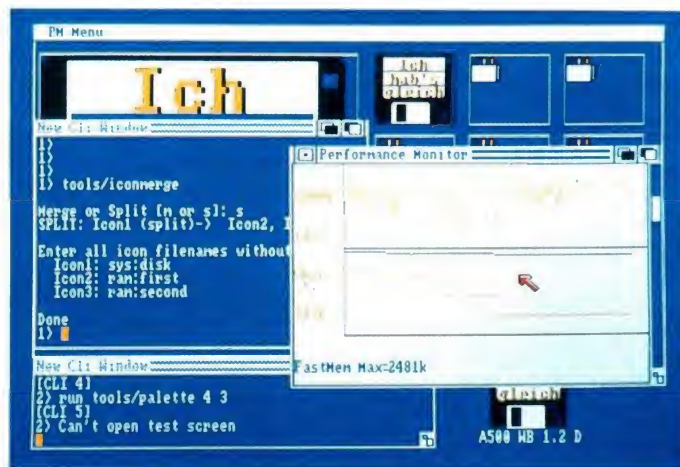 PM Menu
Ich
Ich
hab's
gleich
New Cli Window
1>
1>
1>
1> tools/iconmerge
Merge or Split [m or s]: s
SPLIT: Icon1 (split)-> Icon2, I
Enter all icon filenames without
Icon1: sys:disk
Icon2: ram:first
Icon3: ram:second
Done
1>
Performance Monitor
FastMem Max=2481k
New Cli Window
[CLI 4]
2> run tools/palette 4 3
[CLI 5]
2> Can't open test screen
gleich
A500 WB 1.2 D